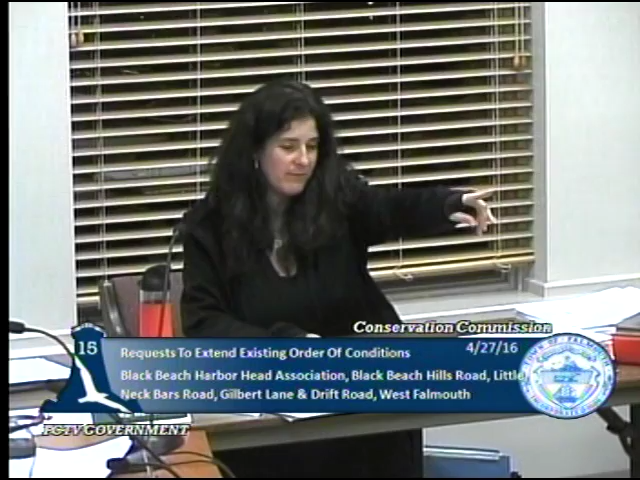 Conservation Commission
15
Requests To Extend Existing Order Of Conditions
4/27/16
Black Beach Harbor Head Association, Black Beach Hills Road, Little
Neck Bars Road, Gilbert Lane & Drift Road, West Falmouth
FCTV GOVERNMENT